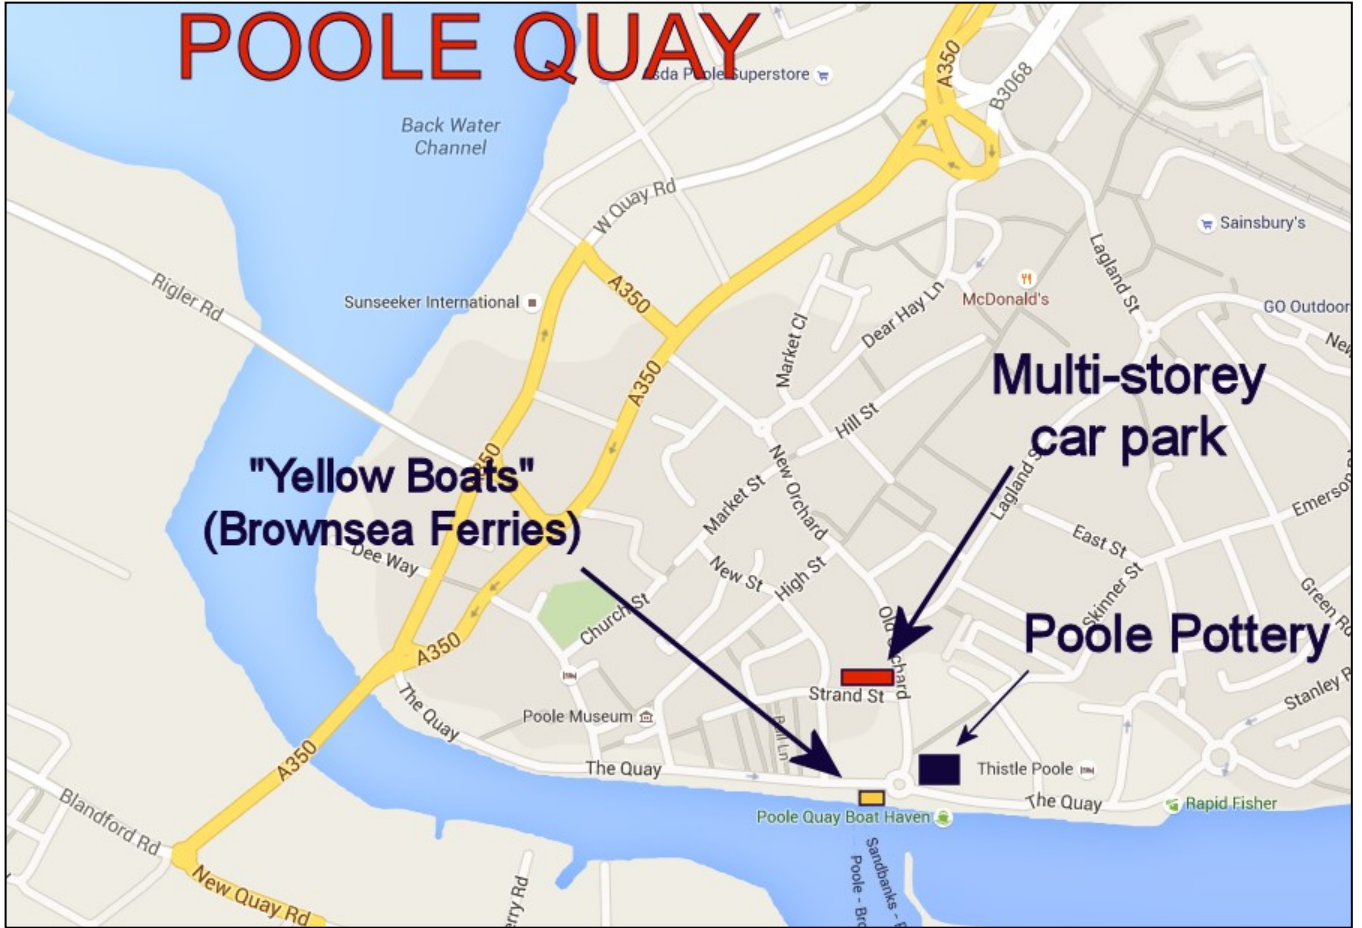 POOLE QUAY
Poole Superstore
Back Water
Channel
A350
B3068
W Quay Rd
Sainsbury's
Lagland St
Rigler Rd
Sunseeker International
A350
McDonald's
GO Outdoor
Dear Hay Ln
Market Cl
A350
Multi-storey
car park
Hill St
"Yellow Boats"
(Brownsea Ferries)
Market St
New Orchard
Lagland St
Emerson
Dee Way
East St
New St
High St
Skinner St
Green Rd
Church St
Old Orchard
Poole Pottery
A350
Strand St
Stanley R
The Quay
Poole Museum
Bull Ln
A350
The Quay
Thistle Poole
The Quay
Rapid Fisher
Blandford Rd
Poole Quay Boat Haven
New Quay Rd
Sandbanks -
Poole - Bro
erry Rd